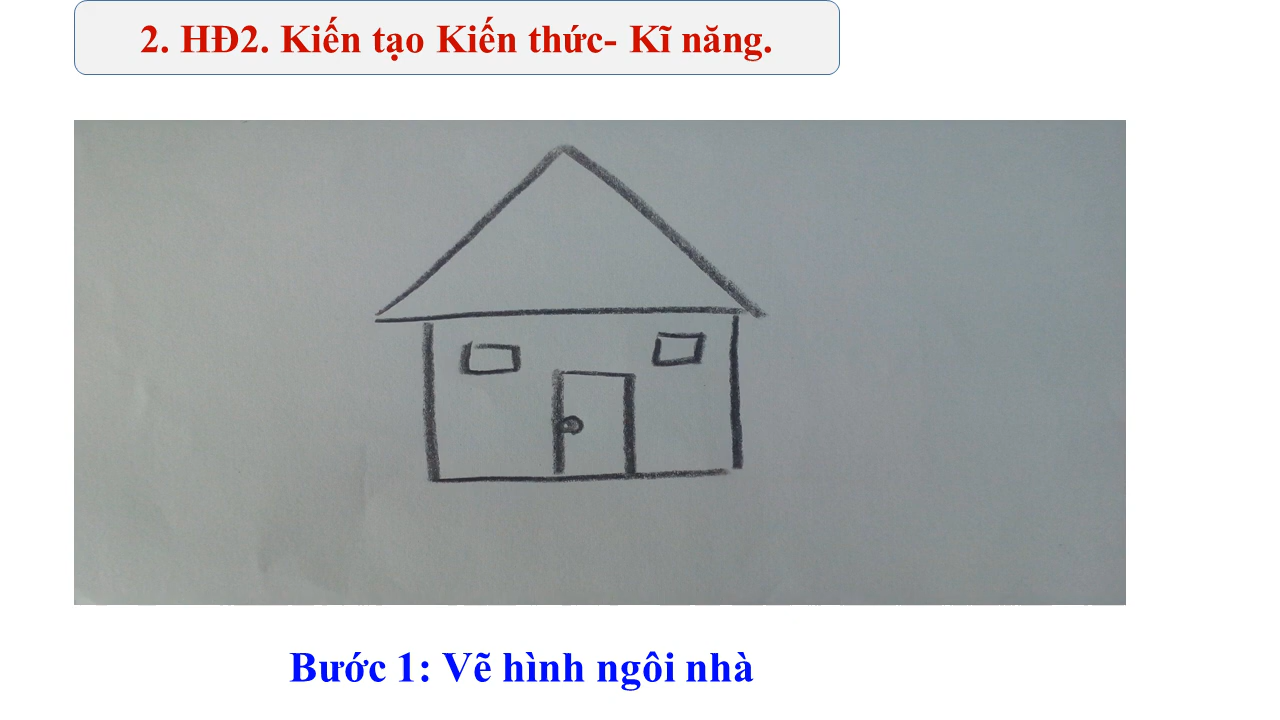 2. HĐ2. Kiến tạo Kiến thức- Kĩ năng.
Bước 1: Vẽ hình ngôi nhà